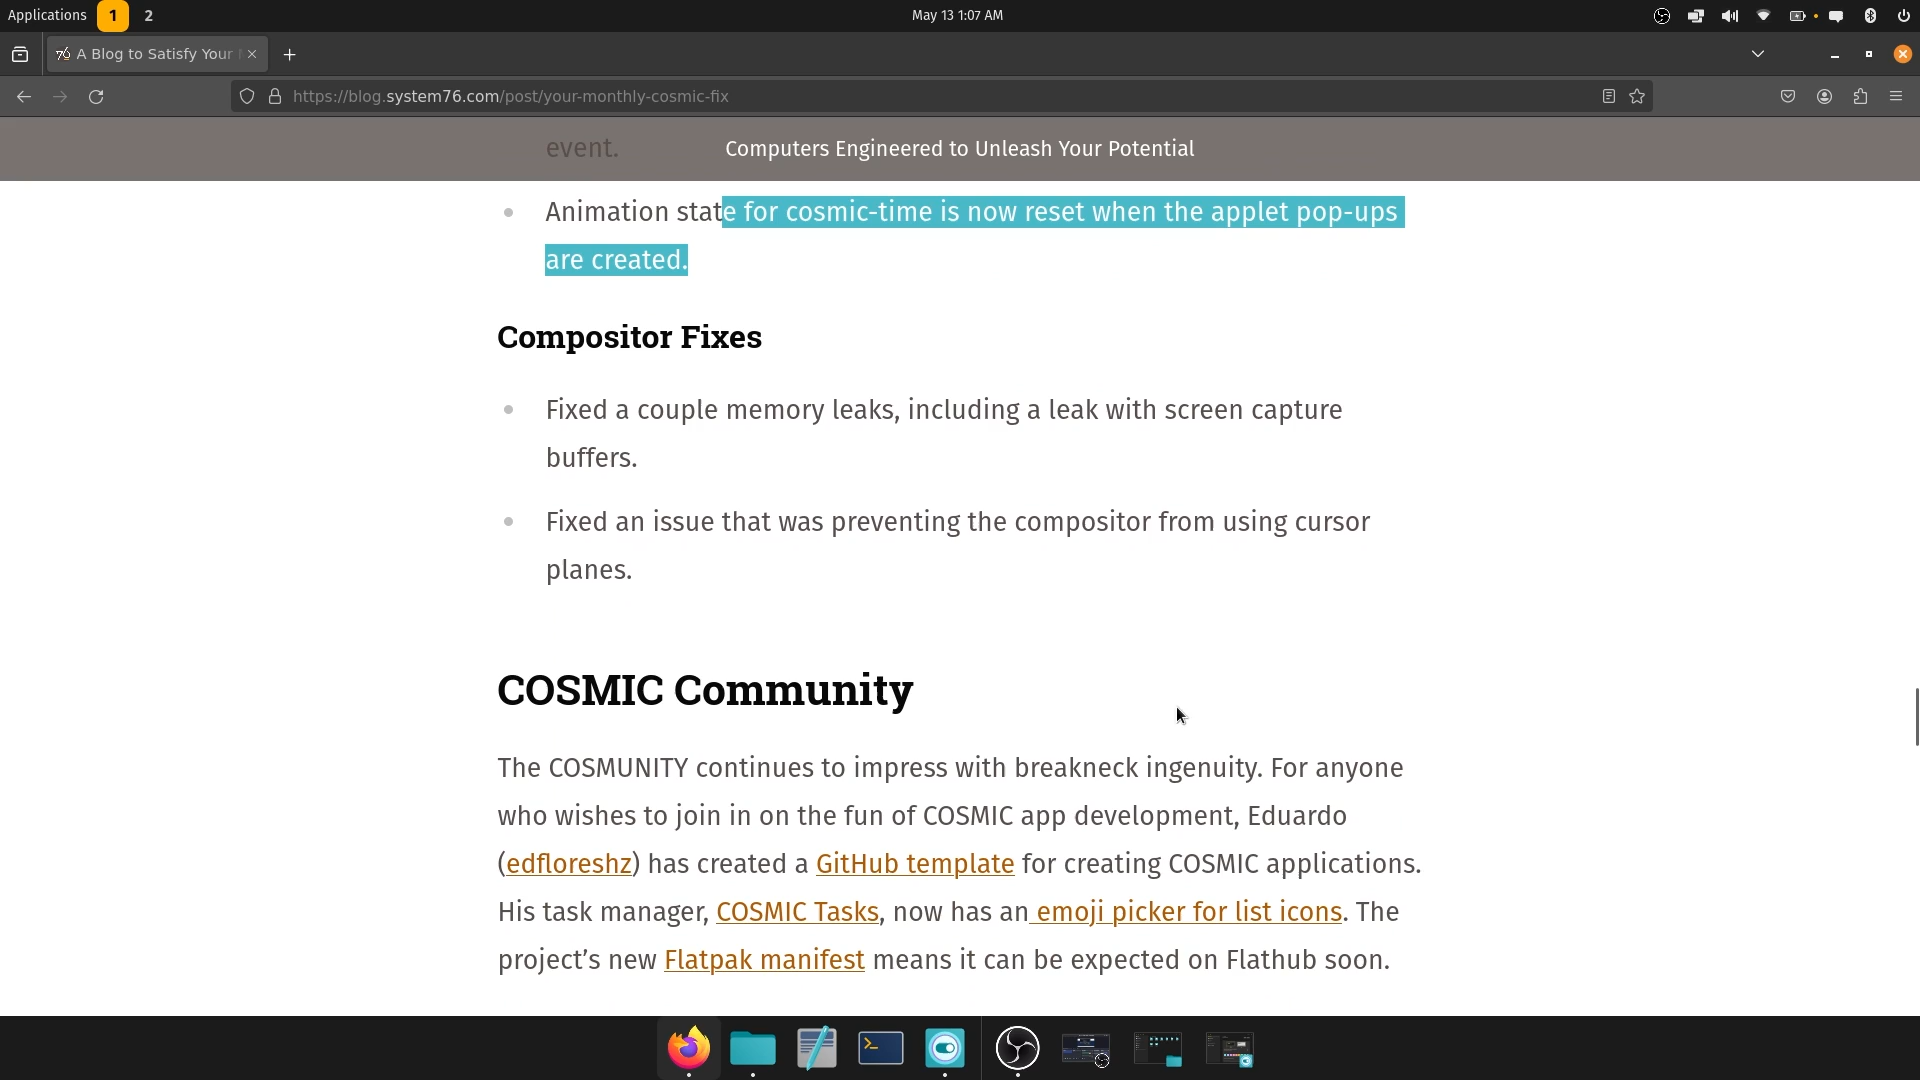 Applications 1 2 May 13 1:07 AM
A Blog to Satisfy Your
https://blog.system76.com/post/your-monthly-cosmic-fix
event. Computers Engineered to Unleash Your Potential
Animation state for cosmic-time is now reset when the applet pop-ups
are created.
Compositor Fixes
Fixed a couple memory leaks, including a leak with screen capture
buffers.
Fixed an issue that was preventing the compositor from using cursor
planes.
COSMIC Community
The COSMUNITY continues to impress with breakneck ingenuity. For anyone
who wishes to join in on the fun of COSMIC app development, Eduardo
(edfloreshz) has created a GitHub template for creating COSMIC applications.
His task manager, COSMIC Tasks, now has an emoji picker for list icons. The
project’s new Flatpak manifest means it can be expected on Flathub soon.